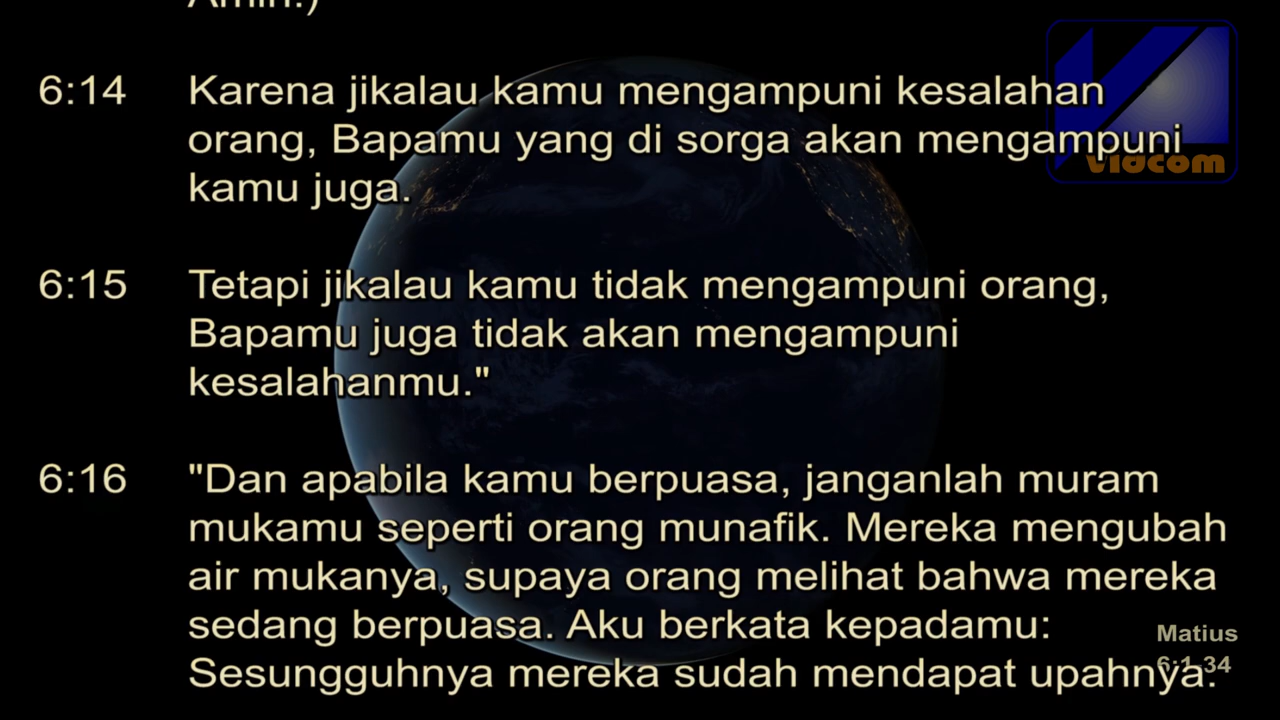 Amin.)
6:14 Karena jikalau kamu mengampuni kesalahan
orang, Bapamu yang di sorga akan mengampuni
kamu juga.
6:15 Tetapi jikalau kamu tidak mengampuni orang,
Bapamu juga tidak akan mengampuni
kesalahanmu."
6:16 "Dan apabila kamu berpuasa, janganlah muram
mukamu seperti orang munafik. Mereka mengubah
air mukanya, supaya orang melihat bahwa mereka
sedang berpuasa. Aku berkata kepadamu:
Sesungguhnya mereka sudah mendapat upahnya.
vidcom
Matius
6:1-34